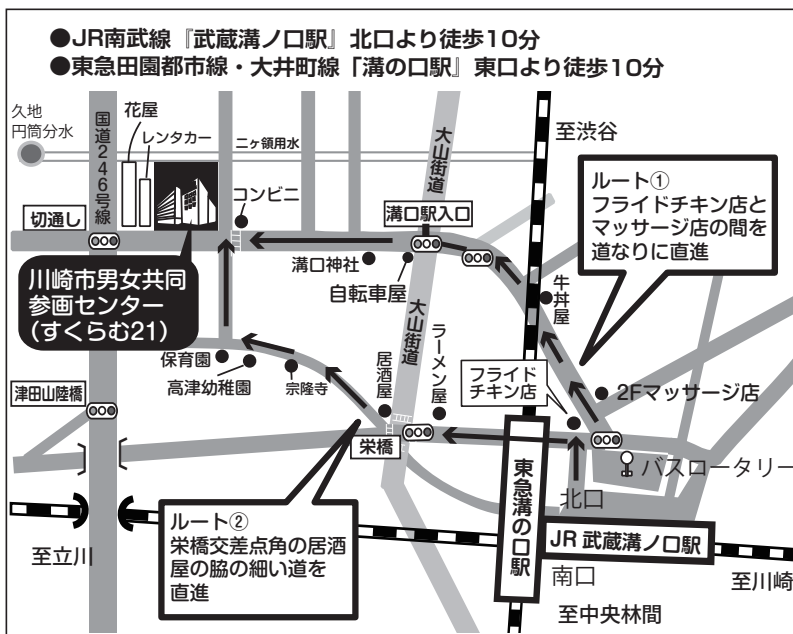 ●JR南武線『武蔵溝ノ口駅』北口より徒歩10分
●東急田園都市線・大井町線「溝の口駅」東口より徒歩10分
久地
円筒分水
国道246号線
花屋
レンタカー
二ヶ領用水
大山街道
至渋谷
コンビニ
切通し
溝口駅入口
ルート①
フライドチキン店と
マッサージ店の間を
道なりに直進
川崎市男女共同
参画センター
(すくらむ21)
溝口神社
自転車屋
牛丼屋
大山街道
保育園
高津幼稚園
宗隆寺
居酒屋
ラーメン屋
フライド
チキン店
2Fマッサージ店
津田山陸橋
栄橋
バスロータリー
北口
東急溝の口駅
ルート②
栄橋交差点角の居酒
屋の脇の細い道を
直進
JR 武蔵溝ノ口駅
至立川
南口
至川崎
至中央林間